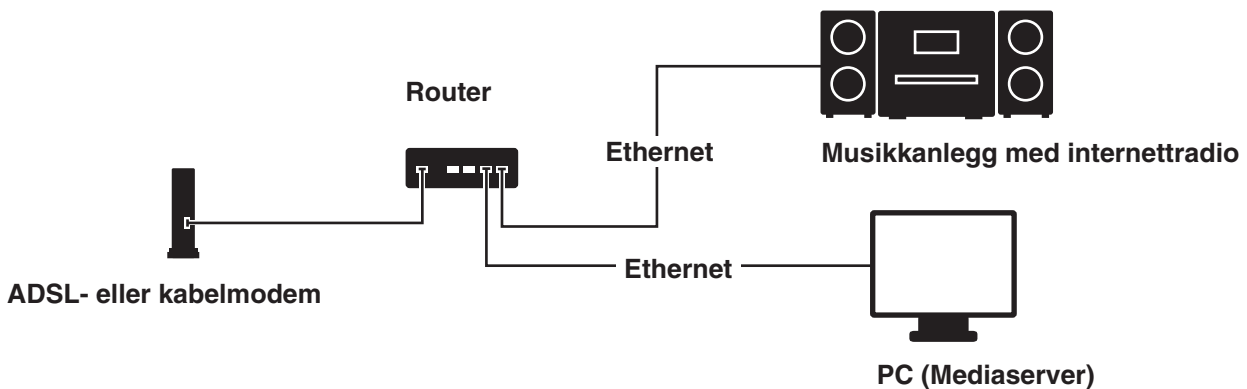 Router
Ethernet
Musikkanlegg med internettradio
Ethernet
ADSL- eller kabelmodem
PC (Mediaserver)